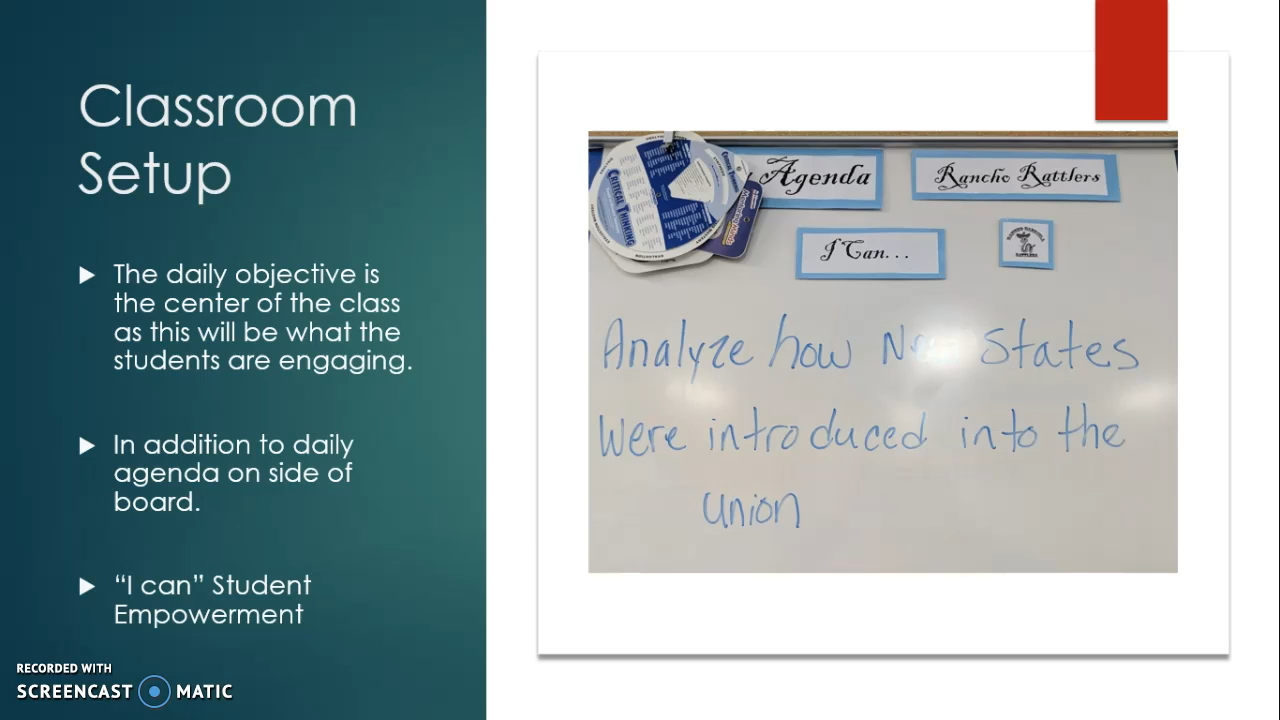 Classroom
Setup
The daily objective is
the center of the class
as this will be what the
students are engaging.
In addition to daily
agenda on side of
board.
“I can” Student
Empowerment
RECORDED WITH
SCREENCAST MATIC
CRITICAL THINKING
Agenda
Rancho Rattlers
I Can...
Analyze how States
Were introduced into the
Union